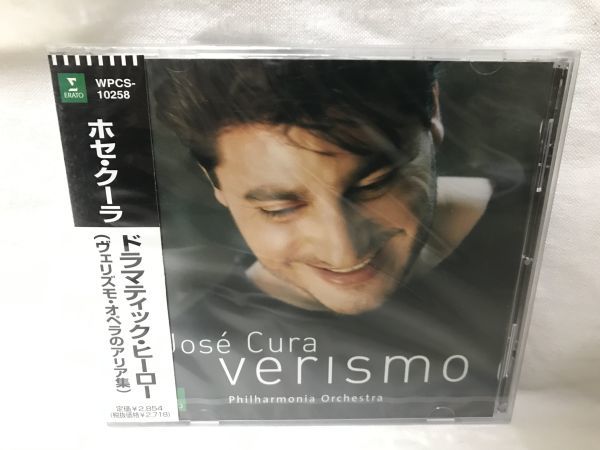 Σ
ERATO
WPCS-
10258
ホセ・クーラ
ドラマティック・ヒーロー
(ヴェリズモ・オペラのアリア集)
定価¥2,854
(税抜価格¥2,718)
José Cura
verismo
Philharmonia Orchestra